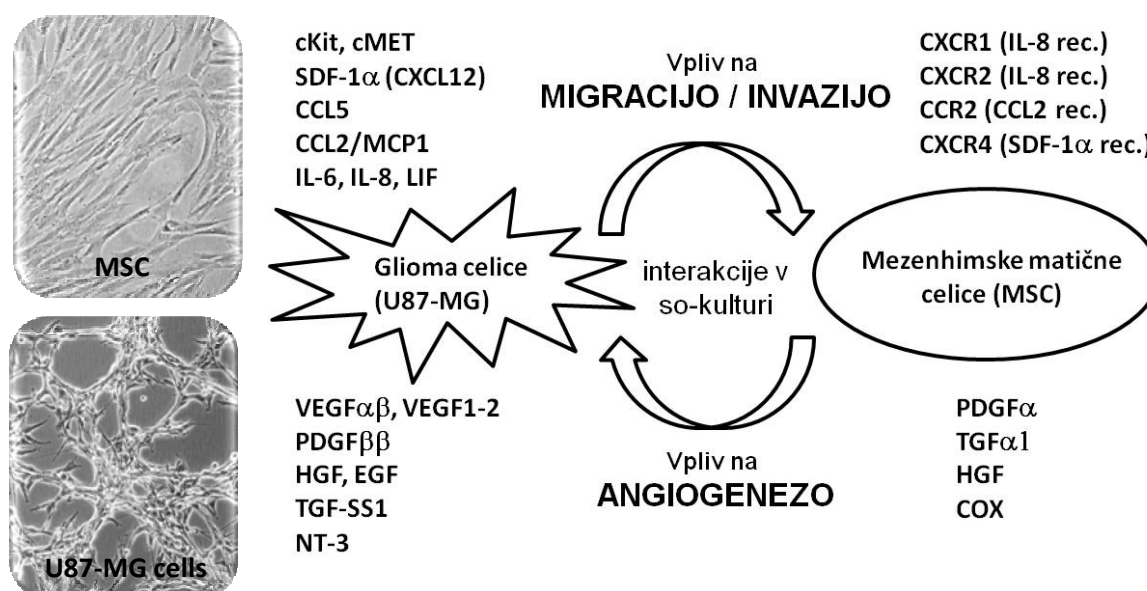 MSC
U87-MG cells
cKit, cMET
SDF-1α (CXCL12)
CCL5
CCL2/MCP1
IL-6, IL-8, LIF
Glioma celice
(U87-MG)
VEGFαβ, VEGF1-2
PDGFββ
HGF, EGF
TGF-SS1
NT-3
Vpliv na
MIGRACIJO / INVAZIJO
interakcije v
so-kulturi
Vpliv na
ANGIOGENEZO
CXCR1 (IL-8 rec.)
CXCR2 (IL-8 rec.)
CCR2 (CCL2 rec.)
CXCR4 (SDF-1α rec.)
Mezenhimske matične
celice (MSC)
PDGFα
TGFα1
HGF
COX